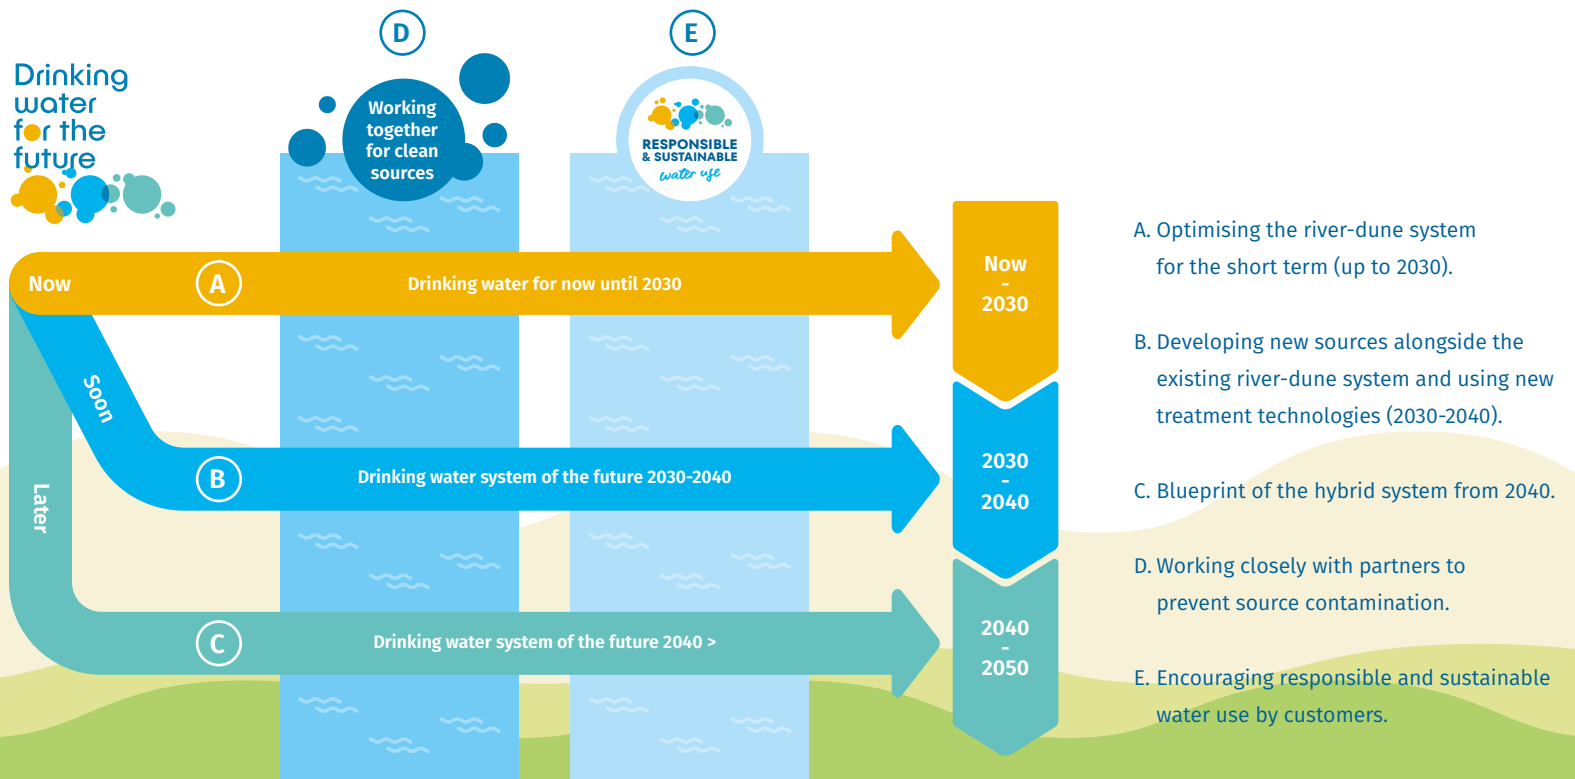 D
E
Drinking
water
for the
future
Working
together
for clean
sources
RESPONSIBLE
& SUSTAINABLE
water use
Now
A
Drinking water for now until 2030
Soon
B
Drinking water system of the future 2030-2040
Later
C
Drinking water system of the future 2040 >
Now
-
2030
2030
-
2040
2040
-
2050
A. Optimising the river-dune system
for the short term (up to 2030).
B. Developing new sources alongside the
existing river-dune system and using new
treatment technologies (2030-2040).
C. Blueprint of the hybrid system from 2040.
D. Working closely with partners to
prevent source contamination.
E. Encouraging responsible and sustainable
water use by customers.